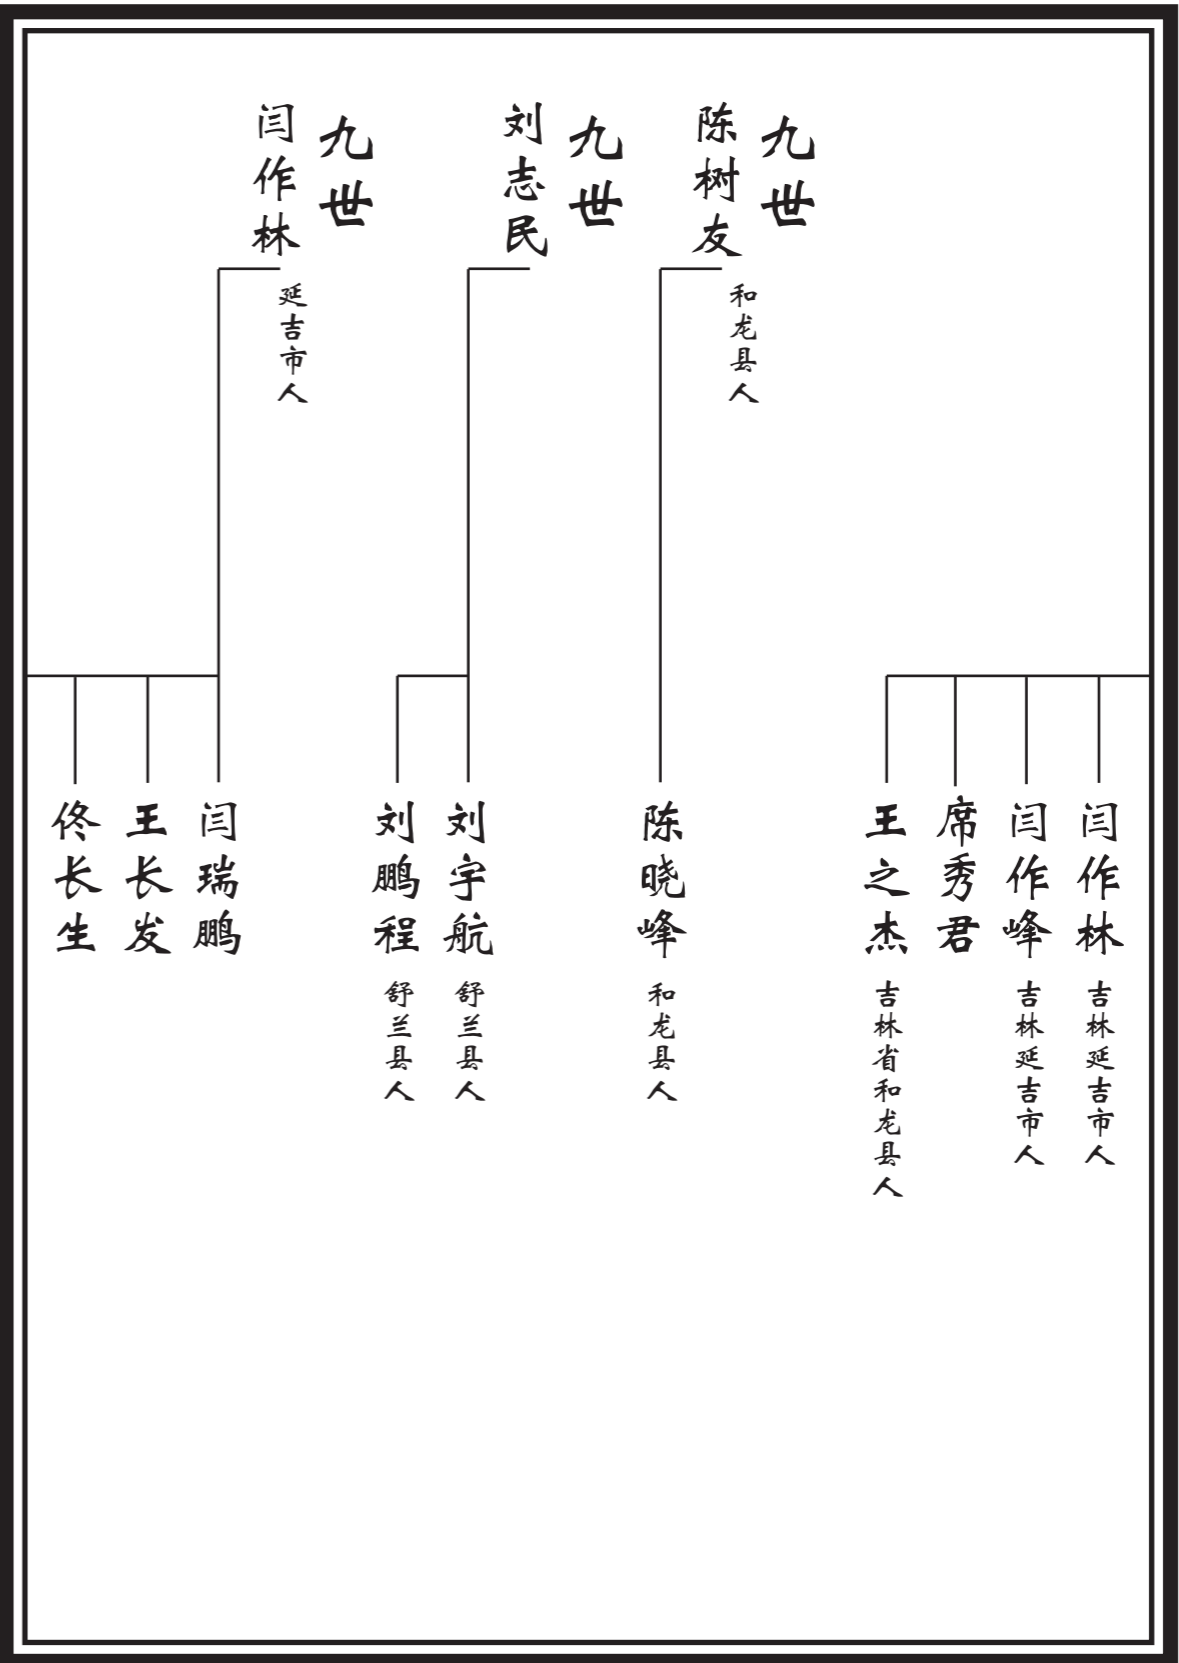 九世
陈树友
和龙县人
九世
刘志民
九世
闫作林
延吉市人
闫作林
吉林延吉市人
闫作峰
吉林延吉市人
席秀君
王之杰
吉林省和龙县人
陈晓峰
和龙县人
刘宇航
舒兰县人
刘鹏程
舒兰县人
闫瑞鹏
王长发
佟长生